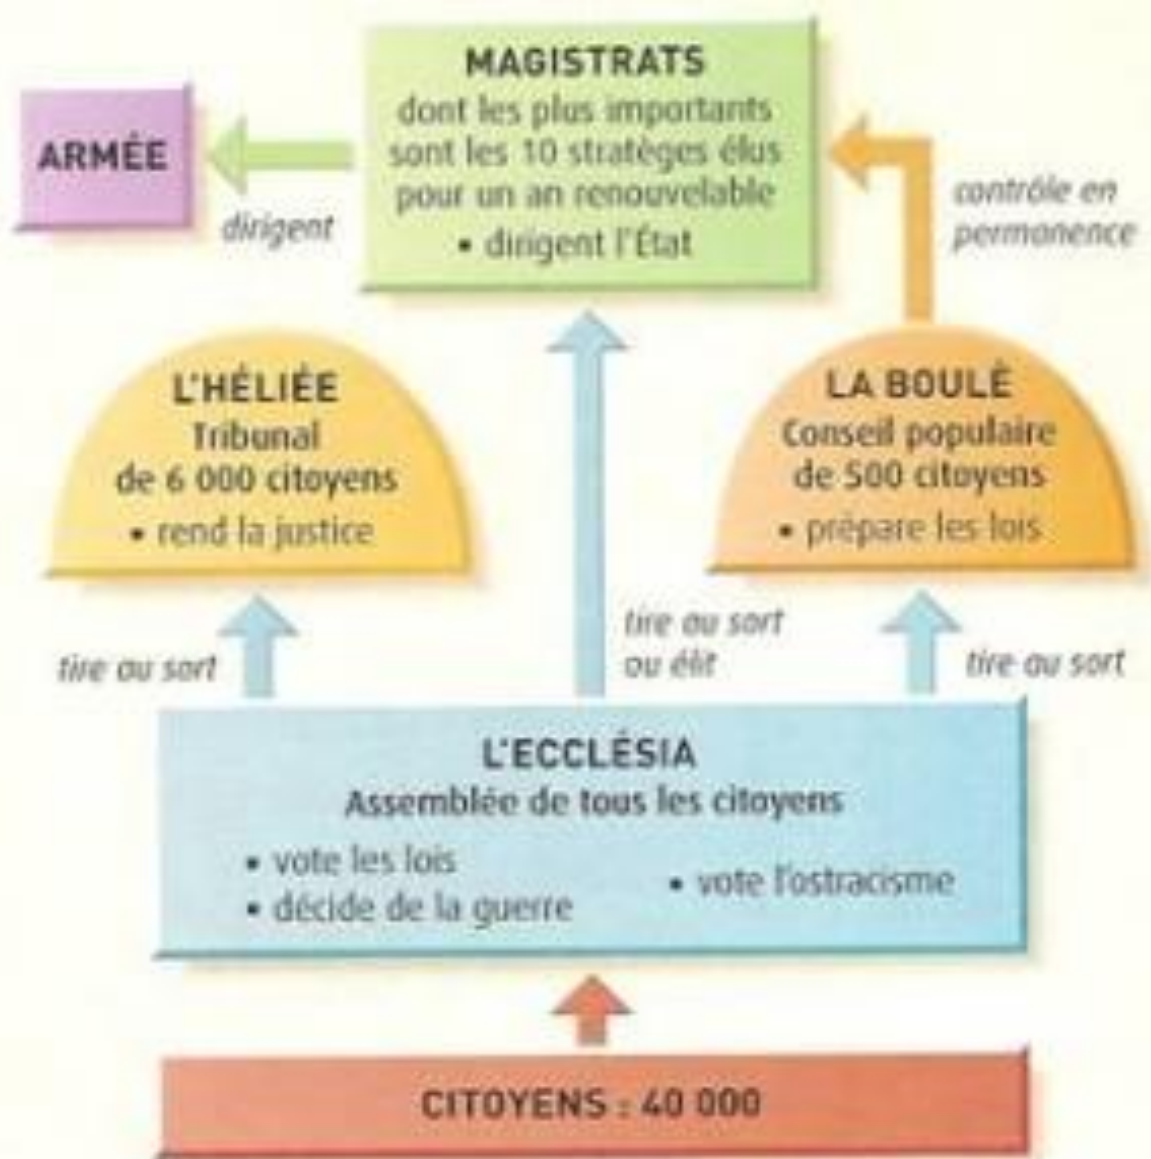 MAGISTRATS
dont les plus importants
sont les 10 stratèges élus
pour un an renouvelable
• dirigent l'État
ARMÉE
dirigent
contrôle en
permanence
L'HÉLIÉE
Tribunal
de 6 000 citoyens
• rend la justice
LA BOULÈ
Conseil populaire
de 500 citoyens
• prépare les lois
tire au sort
tire au sort
ou élit
tire au sort
L'ECCLÉSIA
Assemblée de tous les citoyens
• vote les lois
• décide de la guerre
• vote l'ostracisme
CITOYENS : 40 000